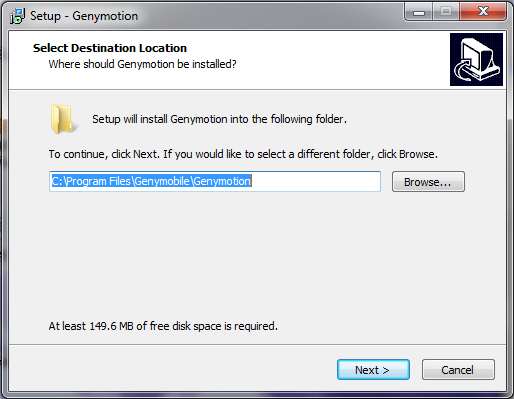 Setup - Genymotion
Select Destination Location
Where should Genymotion be installed?
Setup will install Genymotion into the following folder.
To continue, click Next. If you would like to select a different folder, click Browse.
C:\Program Files\Genymobile\Genymotion
Browse...
At least 149.6 MB of free disk space is required.
Next >
Cancel